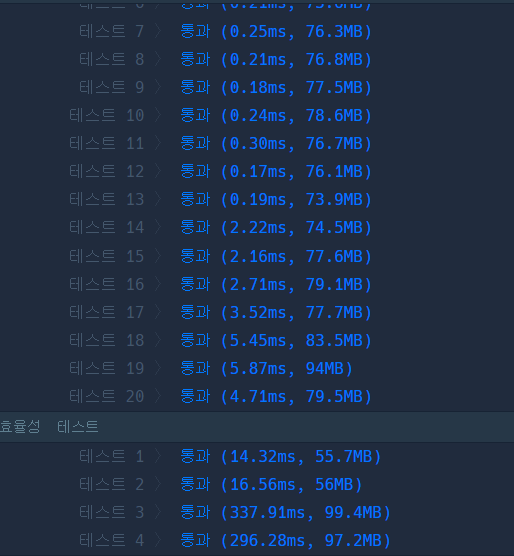 테스트 6 〉 통과 (0.21ms, 75.6MB)
테스트 7 〉 통과 (0.25ms, 76.3MB)
테스트 8 〉 통과 (0.21ms, 76.8MB)
테스트 9 〉 통과 (0.18ms, 77.5MB)
테스트 10 〉 통과 (0.24ms, 78.6MB)
테스트 11 〉 통과 (0.30ms, 76.7MB)
테스트 12 〉 통과 (0.17ms, 76.1MB)
테스트 13 〉 통과 (0.19ms, 73.9MB)
테스트 14 〉 통과 (2.22ms, 74.5MB)
테스트 15 〉 통과 (2.16ms, 77.6MB)
테스트 16 〉 통과 (2.71ms, 79.1MB)
테스트 17 〉 통과 (3.52ms, 77.7MB)
테스트 18 〉 통과 (5.45ms, 83.5MB)
테스트 19 〉 통과 (5.87ms, 94MB)
테스트 20 〉 통과 (4.71ms, 79.5MB)
효율성 테스트
테스트 1 〉 통과 (14.32ms, 55.7MB)
테스트 2 〉 통과 (16.56ms, 56MB)
테스트 3 〉 통과 (337.91ms, 99.4MB)
테스트 4 〉 통과 (296.28ms, 97.2MB)